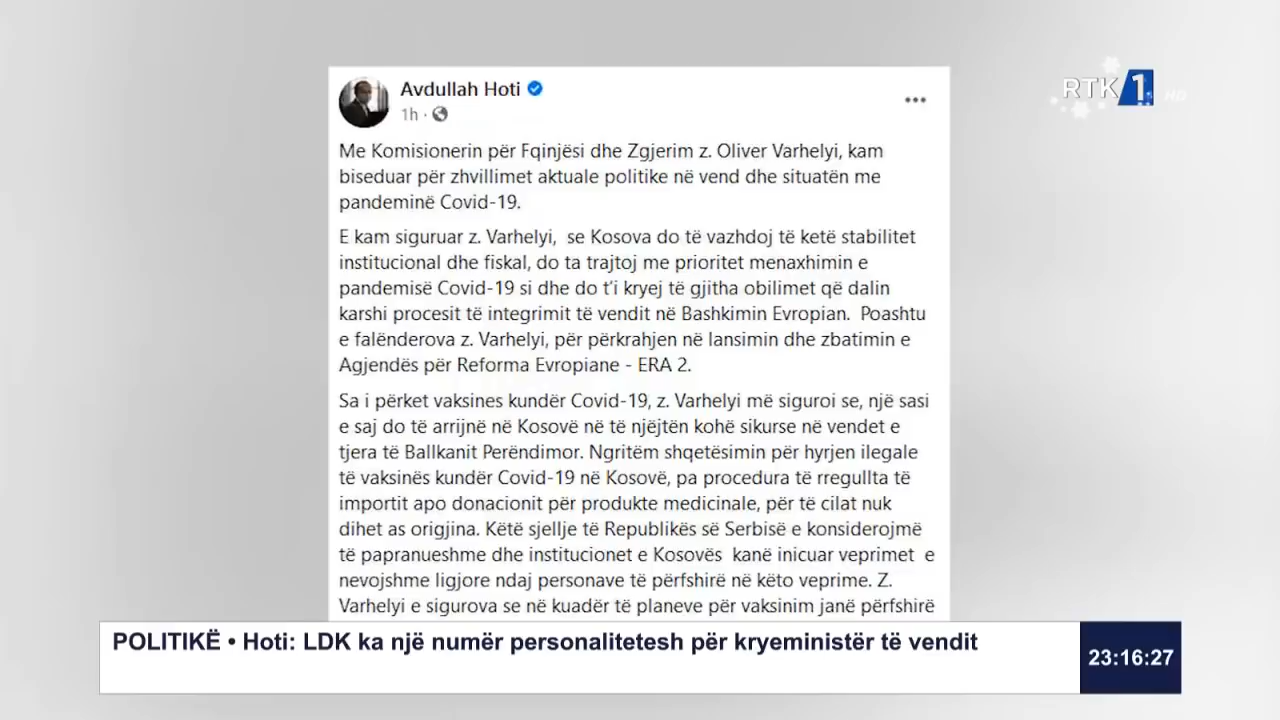 Avdullah Hoti
1h ·
RTK 1 HD
Me Komisionerin për Fqinjësi dhe Zgjerim z. Oliver Varhelyi, kam
biseduar për zhvillimet aktuale politike në vend dhe situatën me
pandeminë Covid-19.
E kam siguruar z. Varhelyi, se Kosova do të vazhdoj të ketë stabilitet
institucional dhe fiskal, do ta trajtoj me prioritet menaxhimin e
pandemisë Covid-19 si dhe do t'i kryej të gjitha obilimet që dalin
karshi procesit të integrimit të vendit në Bashkimin Evropian. Poashtu
e falënderova z. Varhelyi, për përkrahjen në lansimin dhe zbatimin e
Agjendës për Reforma Evropiane - ERA 2.
Sa i përket vaksines kundër Covid-19, z. Varhelyi më siguroi se, një sasi
e saj do të arrijnë në Kosovë në të njëjtën kohë sikurse në vendet e
tjera të Ballkanit Perëndimor. Ngritëm shqetësimin për hyrjen ilegale
të vaksinës kundër Covid-19 në Kosovë, pa procedura të rregullta të
importit apo donacionit për produkte medicinale, për të cilat nuk
dihet as origjina. Këtë sjellje të Republikës së Serbisë e konsiderojmë
të papranueshme dhe institucionet e Kosovës kanë inicuar veprimet e
nevojshme ligjore ndaj personave të përfshirë në këto veprime. Z.
Varhelyi e sigurova se në kuadër të planeve për vaksinim janë përfshirë
POLITIKË • Hoti: LDK ka një numër personalitetesh për kryeministër të vendit
23:16:27